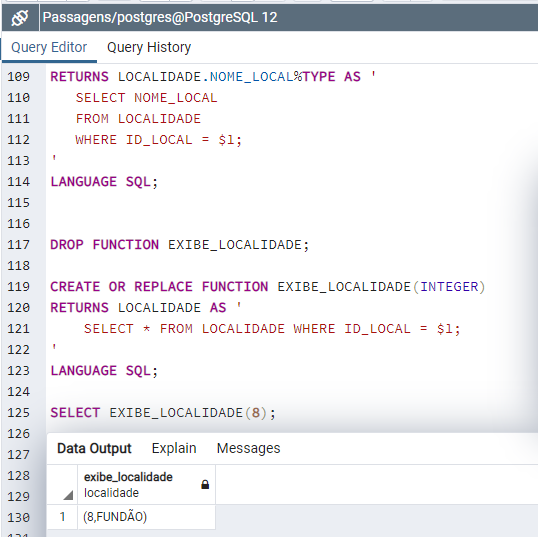 Passagens/postgres@PostgreSQL 12
Query Editor Query History
109 RETURNS LOCALIDADE.NOME_LOCAL%TYPE AS '
110 SELECT NOME_LOCAL
111 FROM LOCALIDADE
112 WHERE ID_LOCAL = $1;
113 '
114 LANGUAGE SQL;
115
116
117 DROP FUNCTION EXIBE_LOCALIDADE;
118
119 CREATE OR REPLACE FUNCTION EXIBE_LOCALIDADE(INTEGER)
120 RETURNS LOCALIDADE AS '
121 SELECT * FROM LOCALIDADE WHERE ID_LOCAL = $1;
122 '
123 LANGUAGE SQL;
124
125 SELECT EXIBE_LOCALIDADE(8);
126
127 Data Output Explain Messages
128 exibe_localidade
129 localidade
130 1 (8,FUNDÃO)